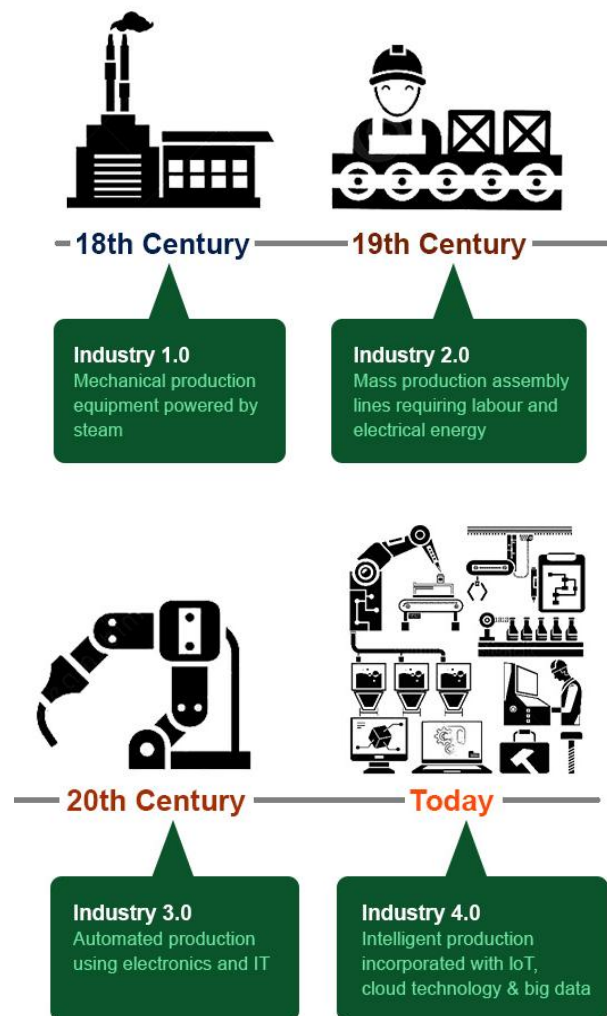 18th Century
19th Century
Industry 1.0
Mechanical production
equipment powered by
steam
Industry 2.0
Mass production assembly
lines requiring labour and
electrical energy
20th Century
Today
Industry 3.0
Automated production
using electronics and IT
Industry 4.0
Intelligent production
incorporated with IoT,
cloud technology & big data